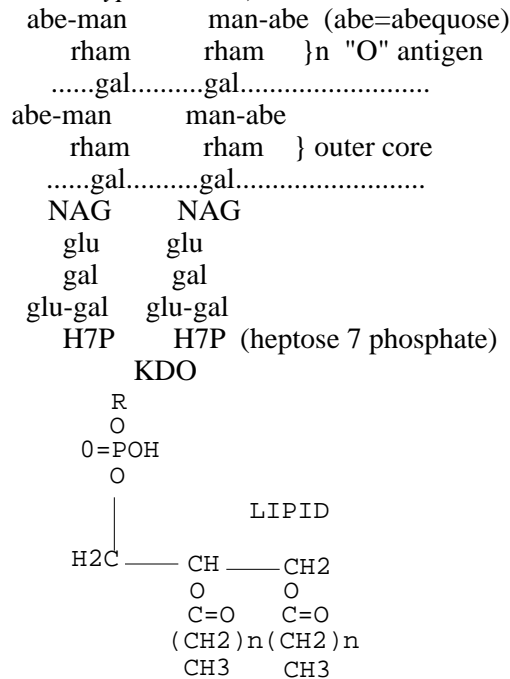 abe-man man-abe (abe=abequose)
rham rham }n "O" antigen
......gal..........gal.........................
abe-man man-abe
rham rham } outer core
......gal..........gal.........................
NAG NAG
glu glu
gal gal
glu-gal glu-gal
H7P H7P (heptose 7 phosphate)
KDO
R
O
0=POH
O
LIPID
H2C CH CH2
O O
C=O C=O
(CH2)n(CH2)n
CH3 CH3